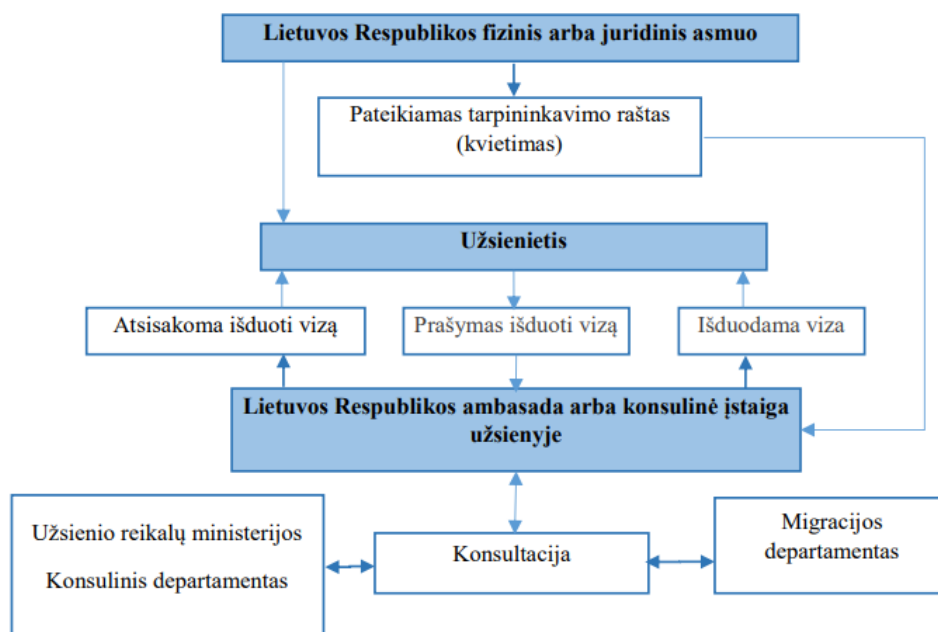 Lietuvos Respublikos fizinis arba juridinis asmuo
Pateikiamas tarpininkavimo raštas
(kvietimas)
Užsienietis
Atsisakoma išduoti vizą
Prašymas išduoti vizą
Išduodama viza
Lietuvos Respublikos ambasada arba konsulinė įstaiga
užsienyje
Užsienio reikalų ministerijos
Konsulinis departamentas
Konsultacija
Migracijos
departamentas